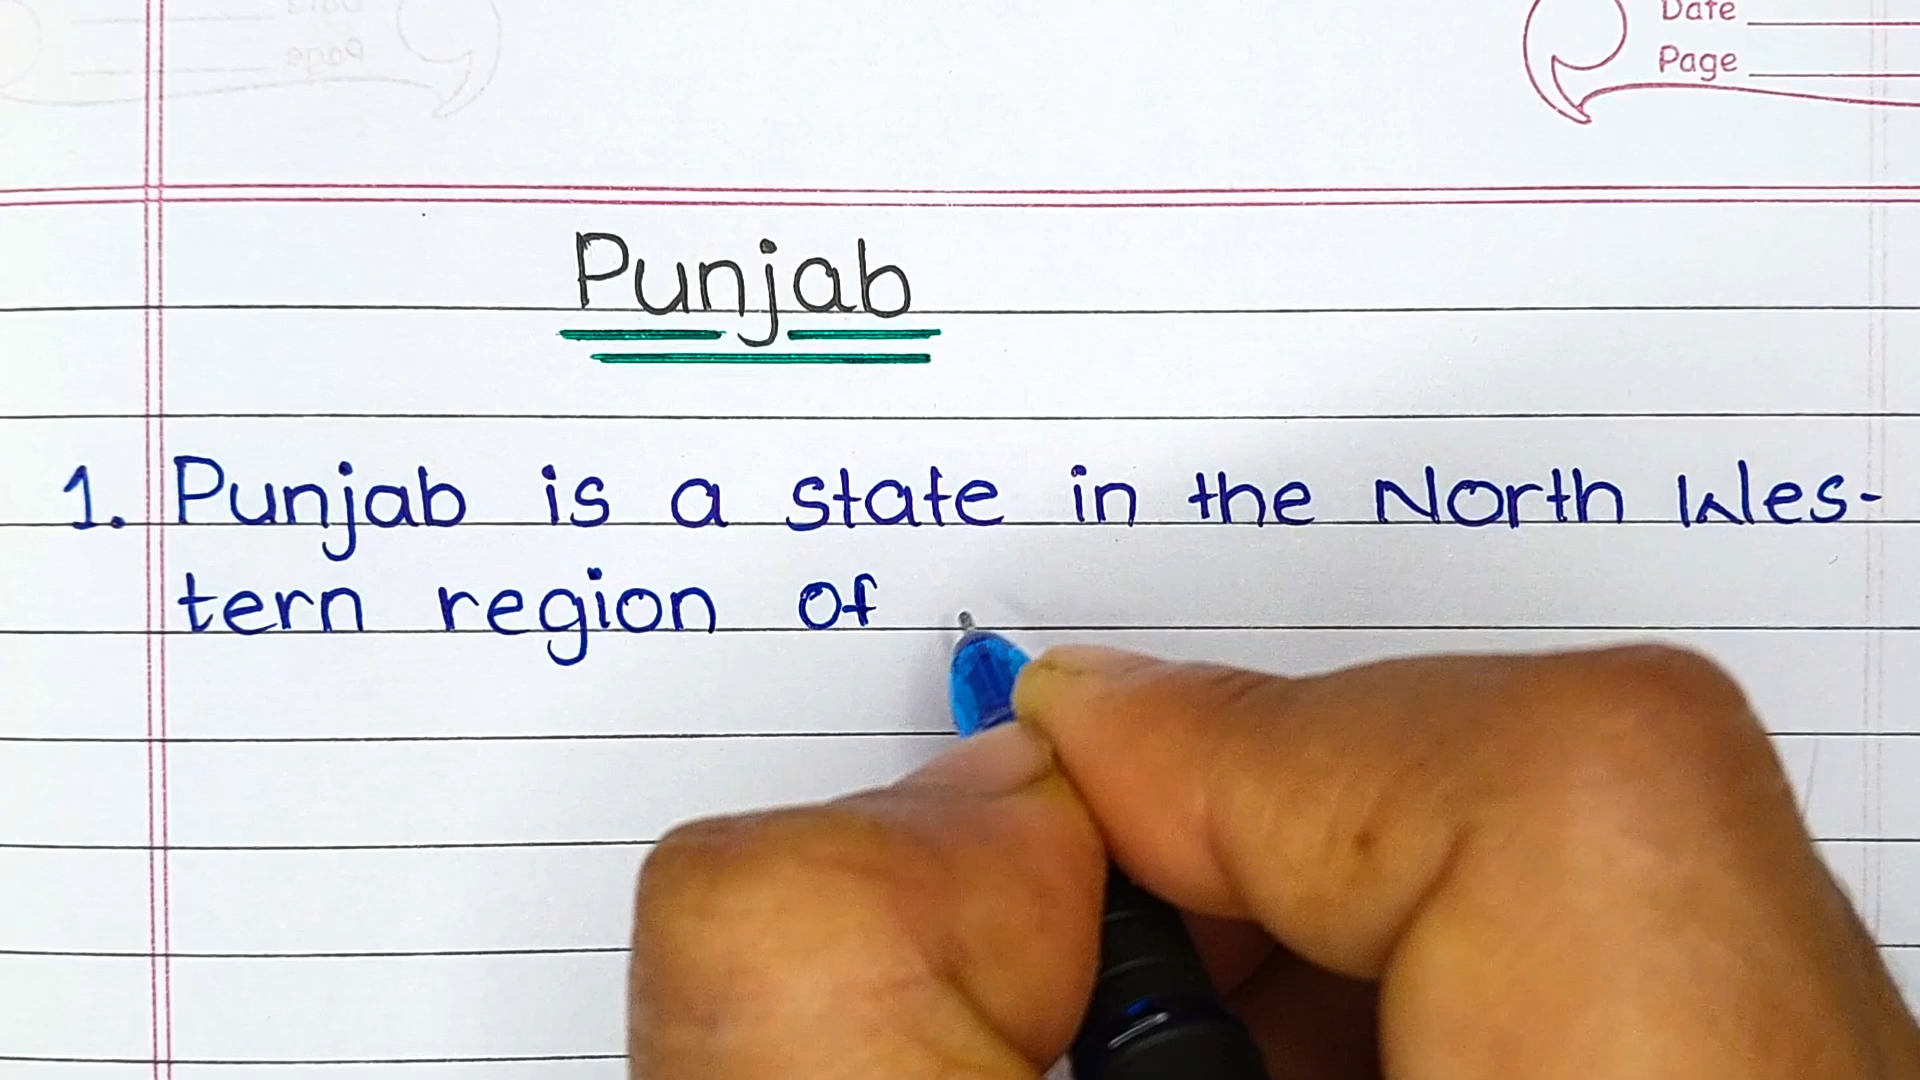 Date
Page
Punjab
1. Punjab is a state in the North Wes-
tern region of